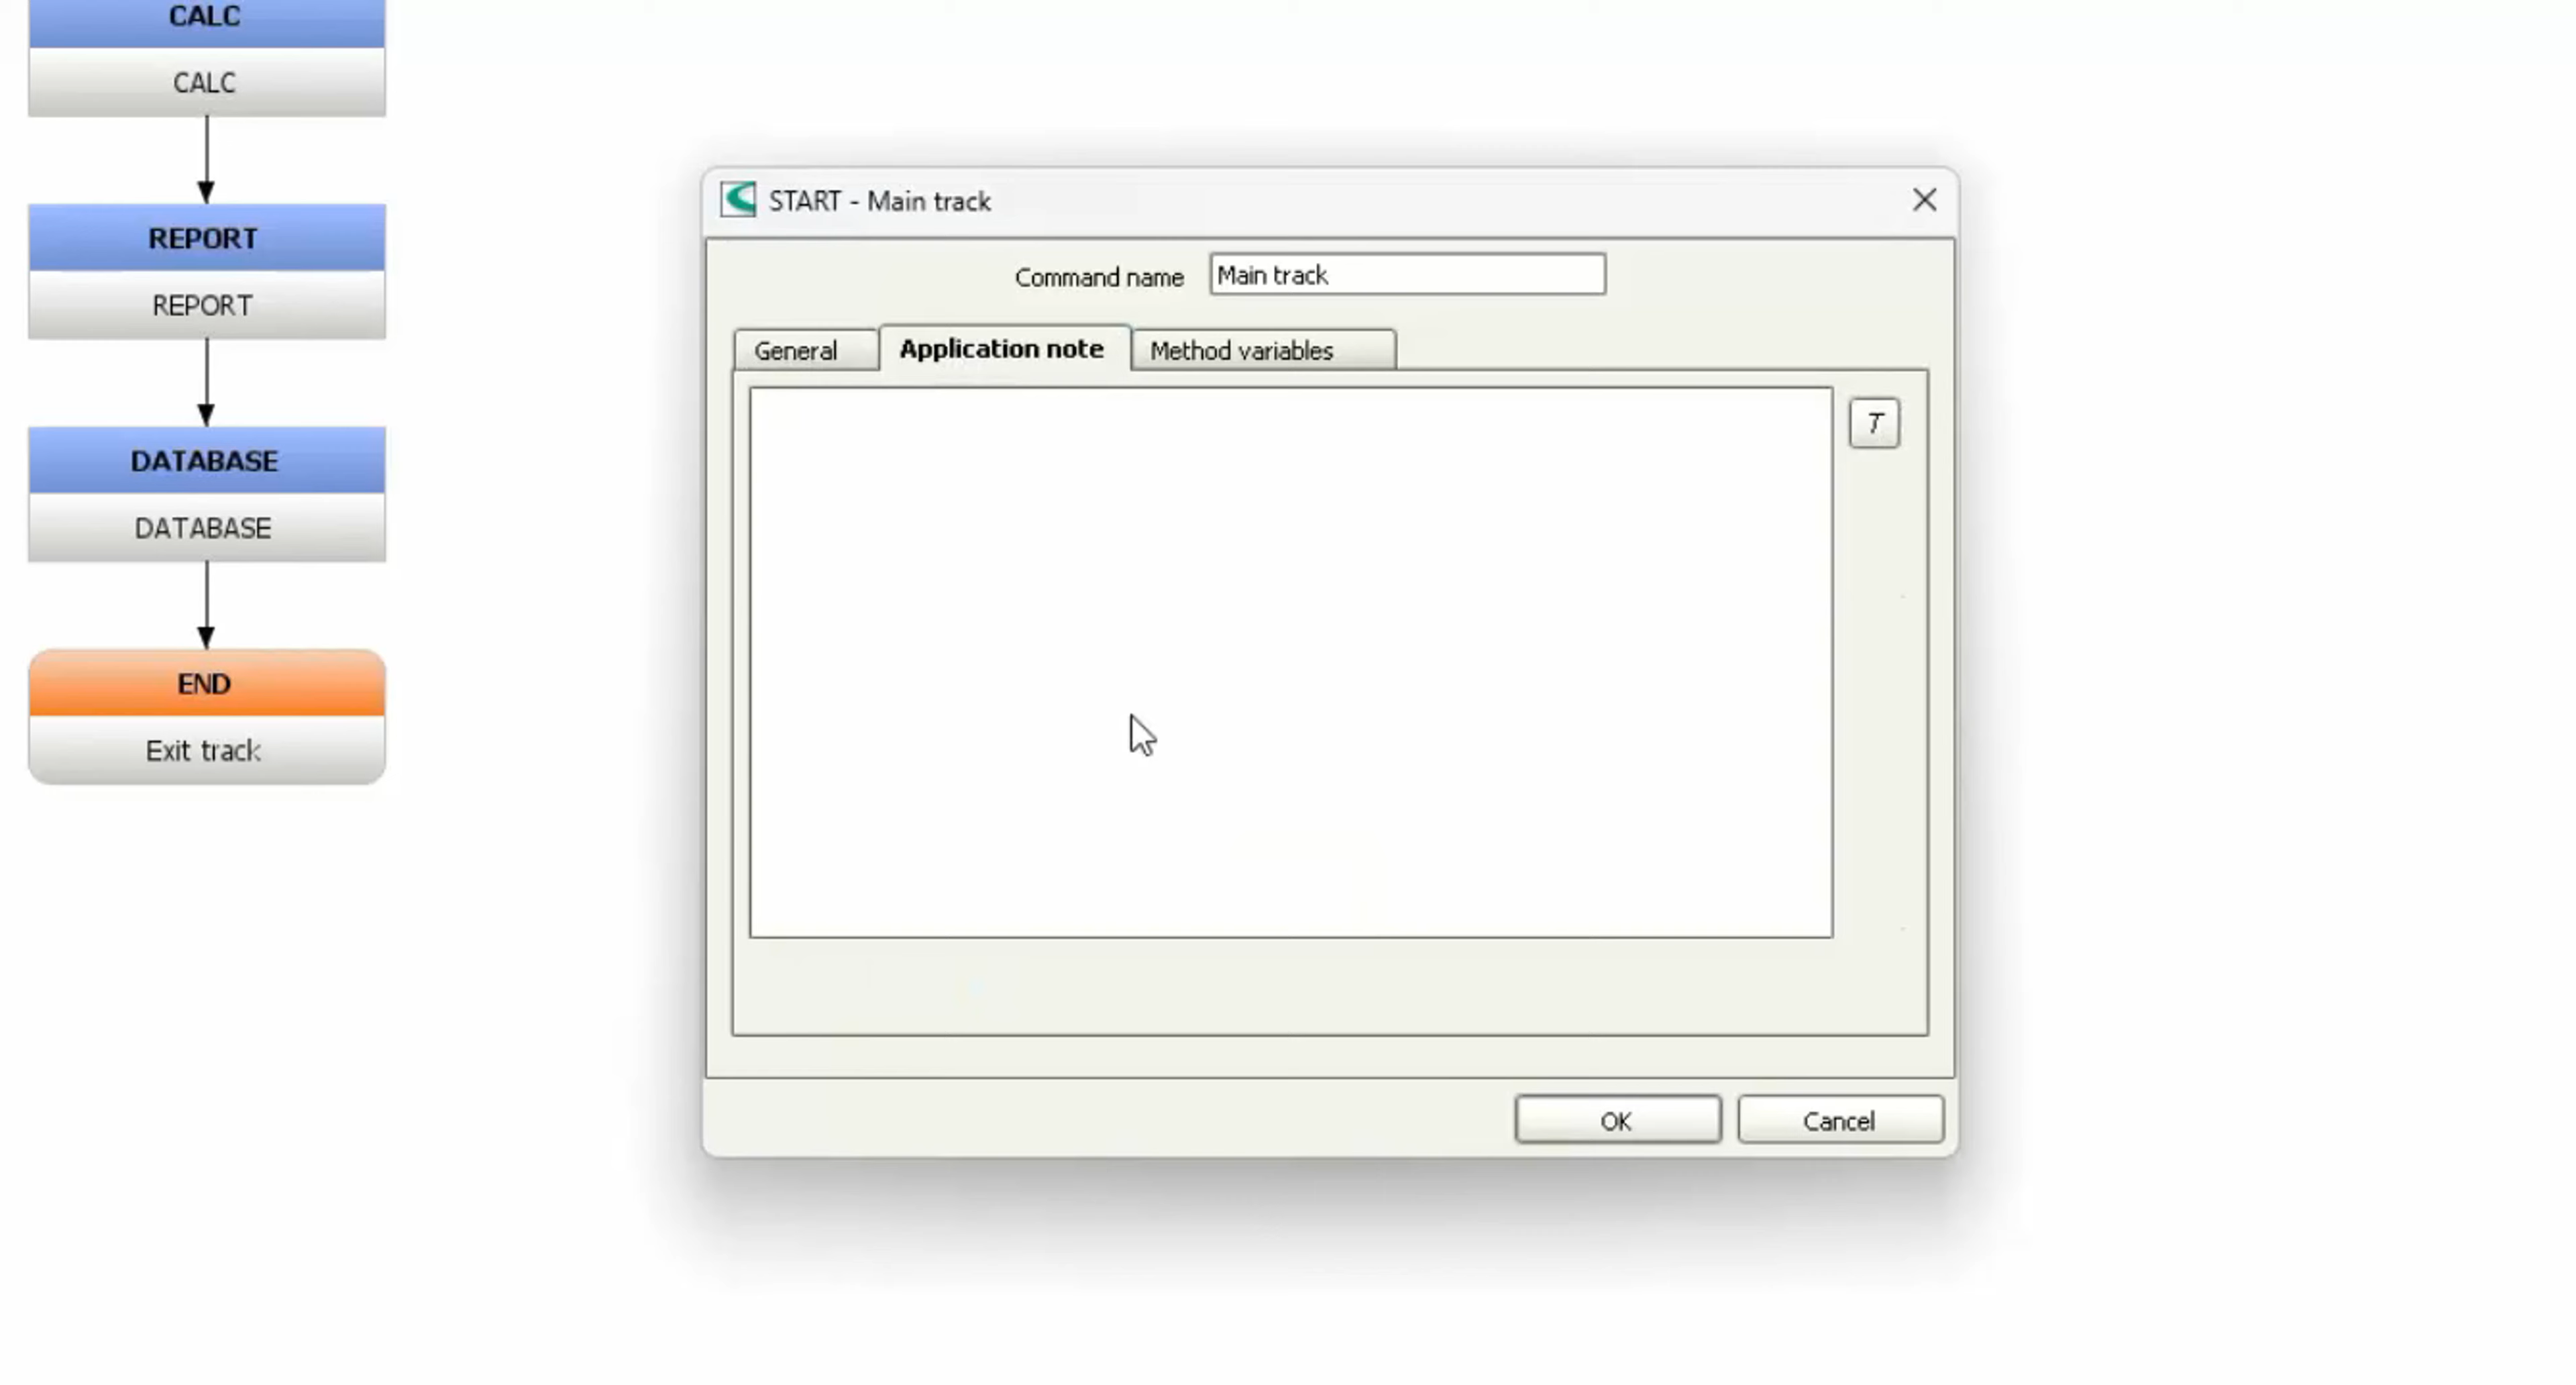 CALC
CALC
REPORT
REPORT
DATABASE
DATABASE
END
Exit track
START - Main track
Command name
Main track
General
Application note
Method variables
T
OK
Cancel